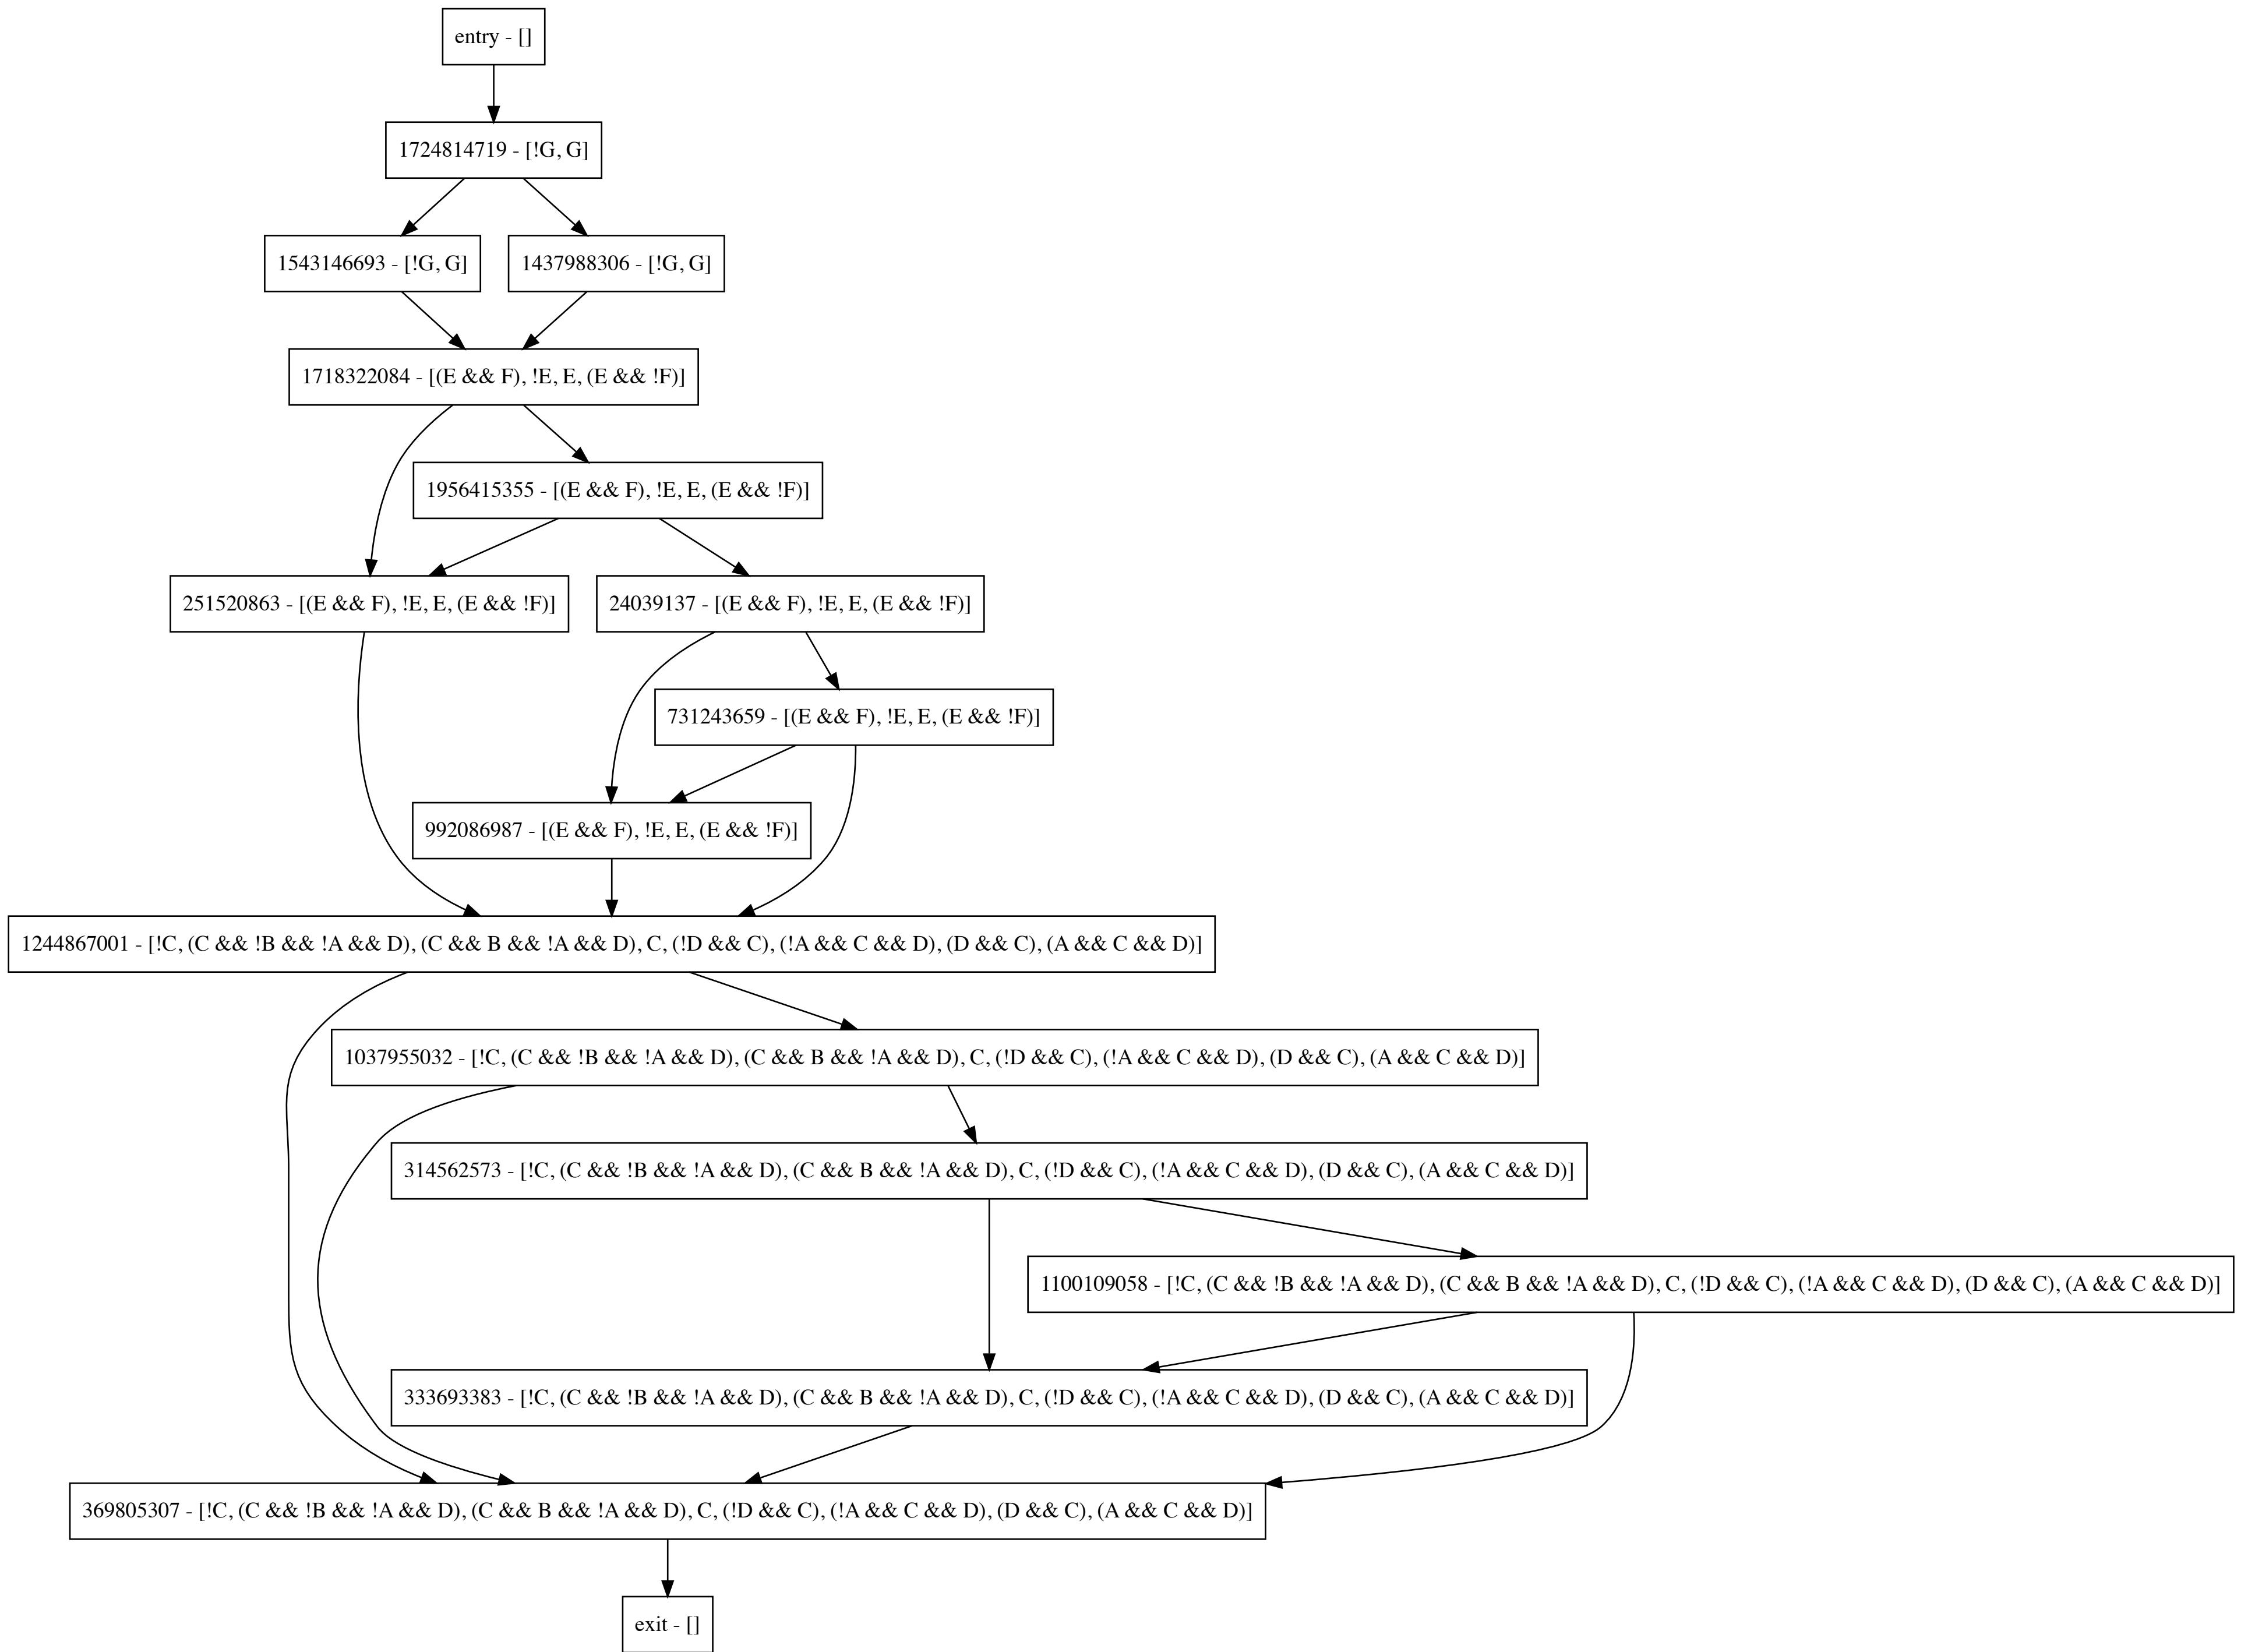 entry - []
1724814719 - [!G, G]
1543146693 - [!G, G]
1437988306 - [!G, G]
1718322084 - [(E && F), !E, E, (E && !F)]
1956415355 - [(E && F), !E, E, (E && !F)]
251520863 - [(E && F), !E, E, (E && !F)]
24039137 - [(E && F), !E, E, (E && !F)]
731243659 - [(E && F), !E, E, (E && !F)]
992086987 - [(E && F), !E, E, (E && !F)]
1244867001 - [!C, (C && !B && !A && D), (C && B && !A && D), C, (!D && C), (!A && C && D), (D && C), (A && C && D)]
1037955032 - [!C, (C && !B && !A && D), (C && B && !A && D), C, (!D && C), (!A && C && D), (D && C), (A && C && D)]
314562573 - [!C, (C && !B && !A && D), (C && B && !A && D), C, (!D && C), (!A && C && D), (D && C), (A && C && D)]
1100109058 - [!C, (C && !B && !A && D), (C && B && !A && D), C, (!D && C), (!A && C && D), (D && C), (A && C && D)]
333693383 - [!C, (C && !B && !A && D), (C && B && !A && D), C, (!D && C), (!A && C && D), (D && C), (A && C && D)]
369805307 - [!C, (C && !B && !A && D), (C && B && !A && D), C, (!D && C), (!A && C && D), (D && C), (A && C && D)]
exit - []